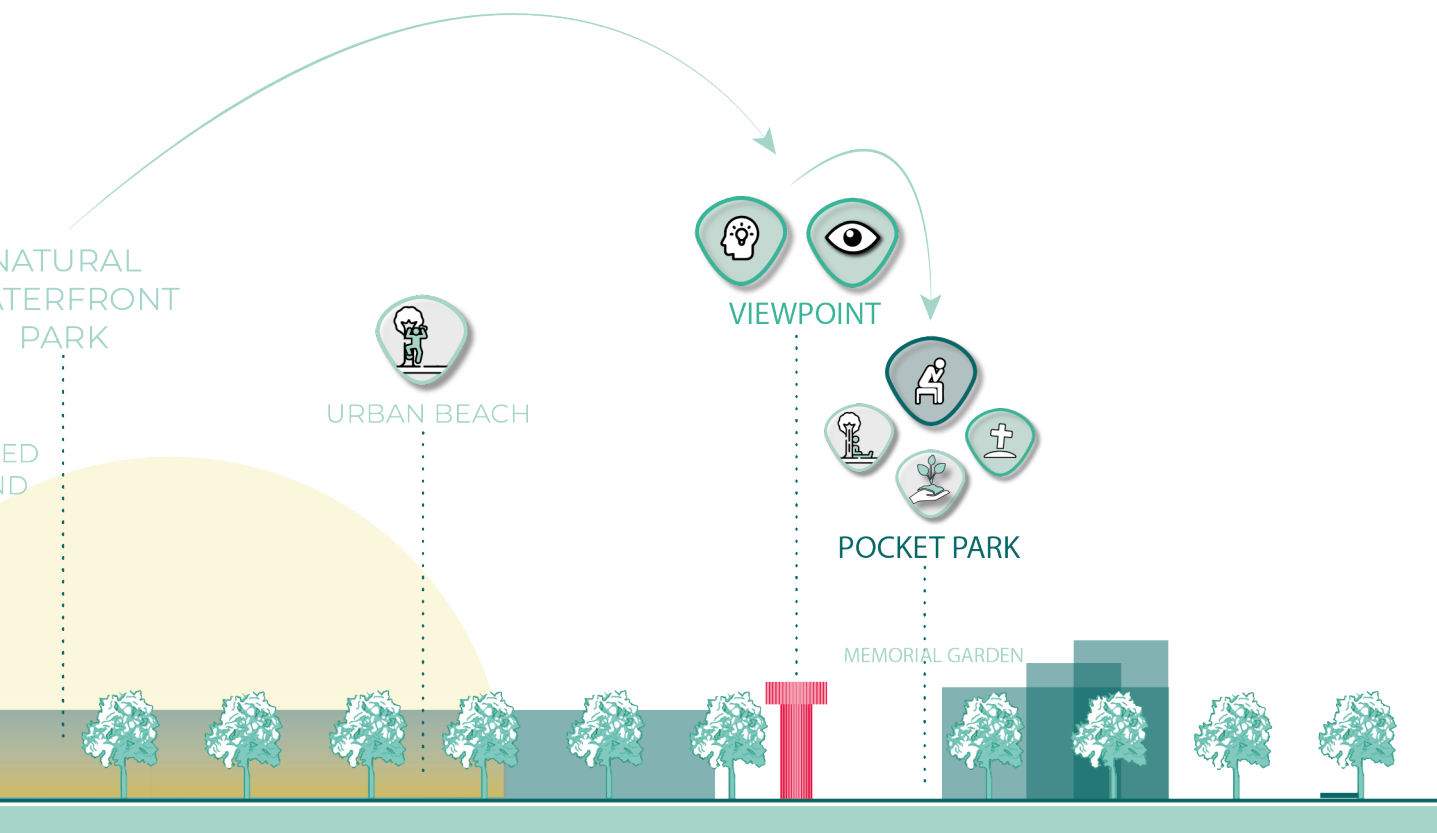 NATURAL
ATERFRONT
PARK
ED
ND
URBAN BEACH
VIEWPOINT
POCKET PARK
MEMORIAL GARDEN